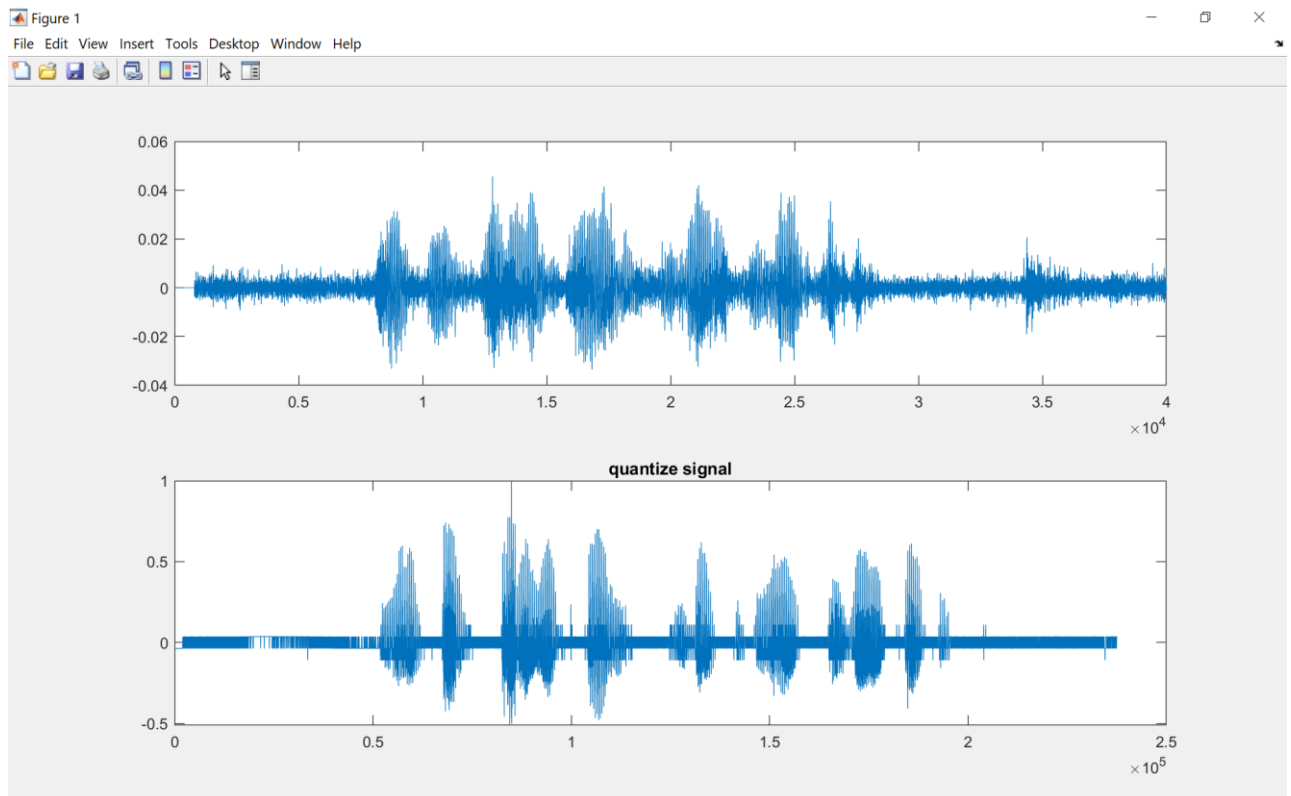 Figure 1
File Edit View Insert Tools Desktop Window Help
0.06
0.04
0.02
0
-0.02
-0.04
0 0.5 1 1.5 2 2.5 3 3.5 4
×10^4
quantize signal
1
0.5
0
-0.5
0 0.5 1 1.5 2 2.5
×10^5